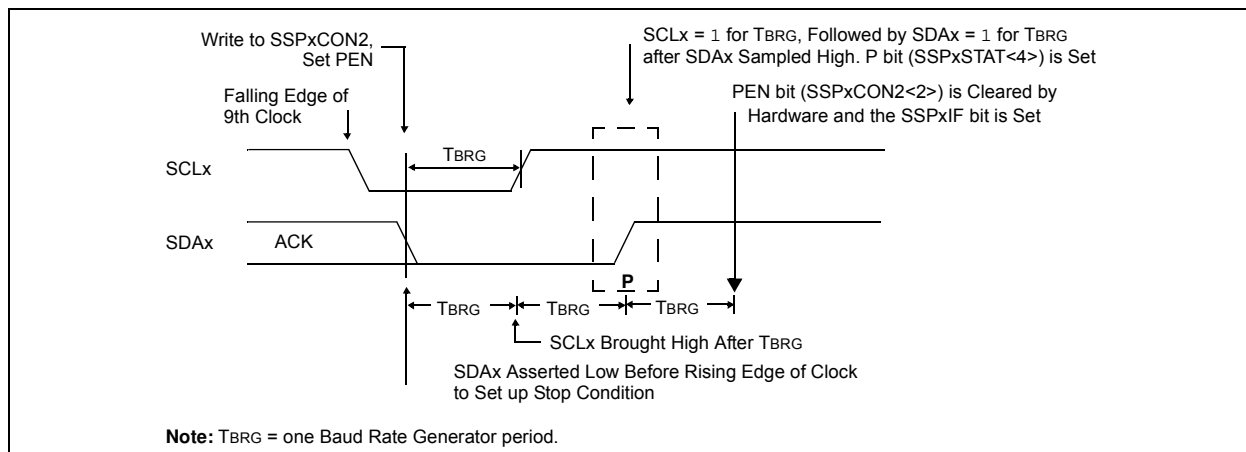 Write to SSPxCON2,
Set PEN
SCLx = 1 for TBRG, Followed by SDAx = 1 for TBRG
after SDAx Sampled High. P bit (SSPxSTAT<4>) is Set
Falling Edge of
9th Clock
PEN bit (SSPxCON2<2>) is Cleared by
Hardware and the SSPxIF bit is Set
TBRG
SCLx
SDAx
ACK
P
TBRG
TBRG
TBRG
SCLx Brought High After TBRG
SDAx Asserted Low Before Rising Edge of Clock
to Set up Stop Condition
Note: TBRG = one Baud Rate Generator period.